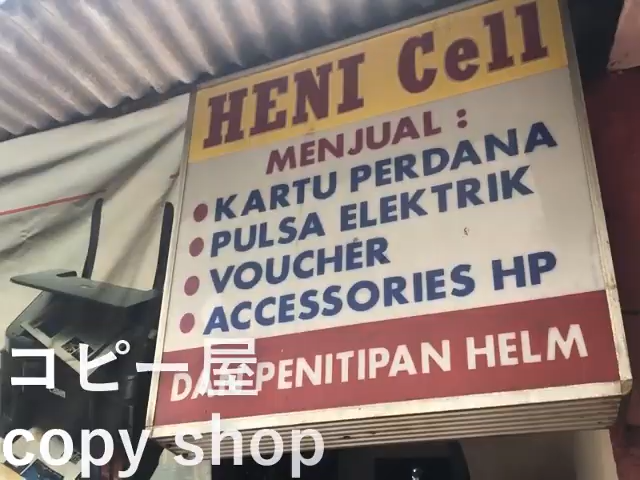 HENI Cell
MENJUAL :
• KARTU PERDANA
• PULSA ELEKTRIK
• VOUCHER
• ACCESSORIES HP
DAN PENITIPAN HELM
コピー屋
copy shop